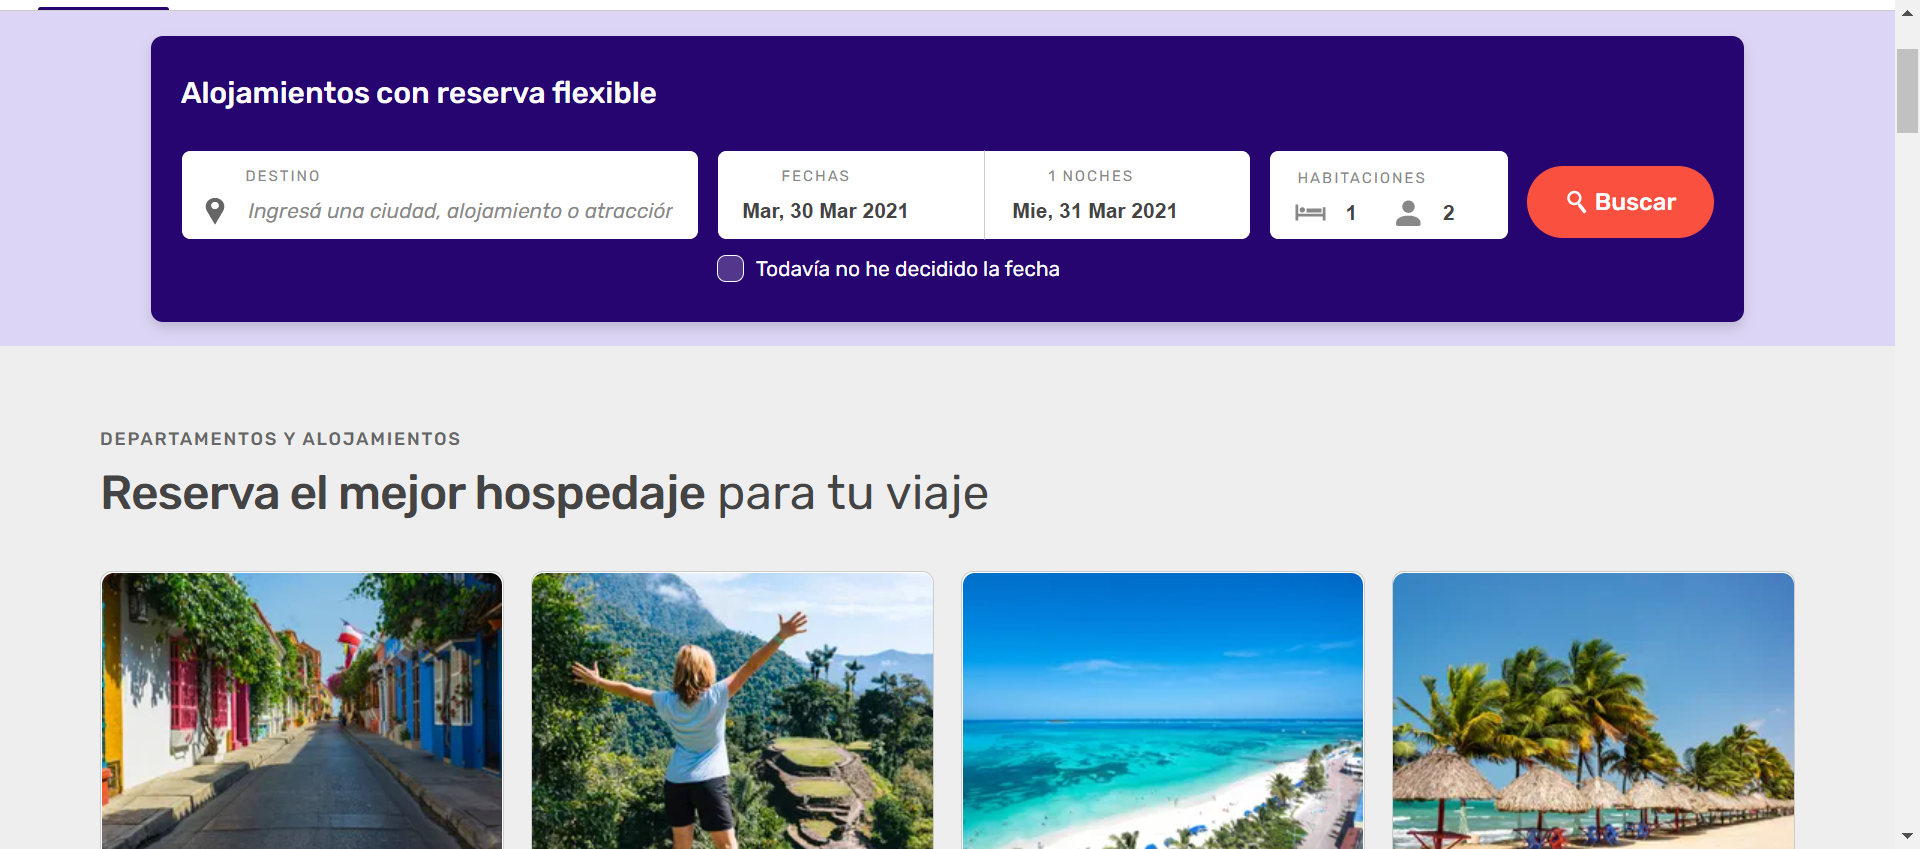 Alojamientos con reserva flexible
DESTINO
Ingresá una ciudad, alojamiento o atracción
FECHAS
Mar, 30 Mar 2021
1 NOCHES
Mie, 31 Mar 2021
HABITACIONES
1 2
Buscar
Todavía no he decidido la fecha
DEPARTAMENTOS Y ALOJAMIENTOS
Reserva el mejor hospedaje para tu viaje